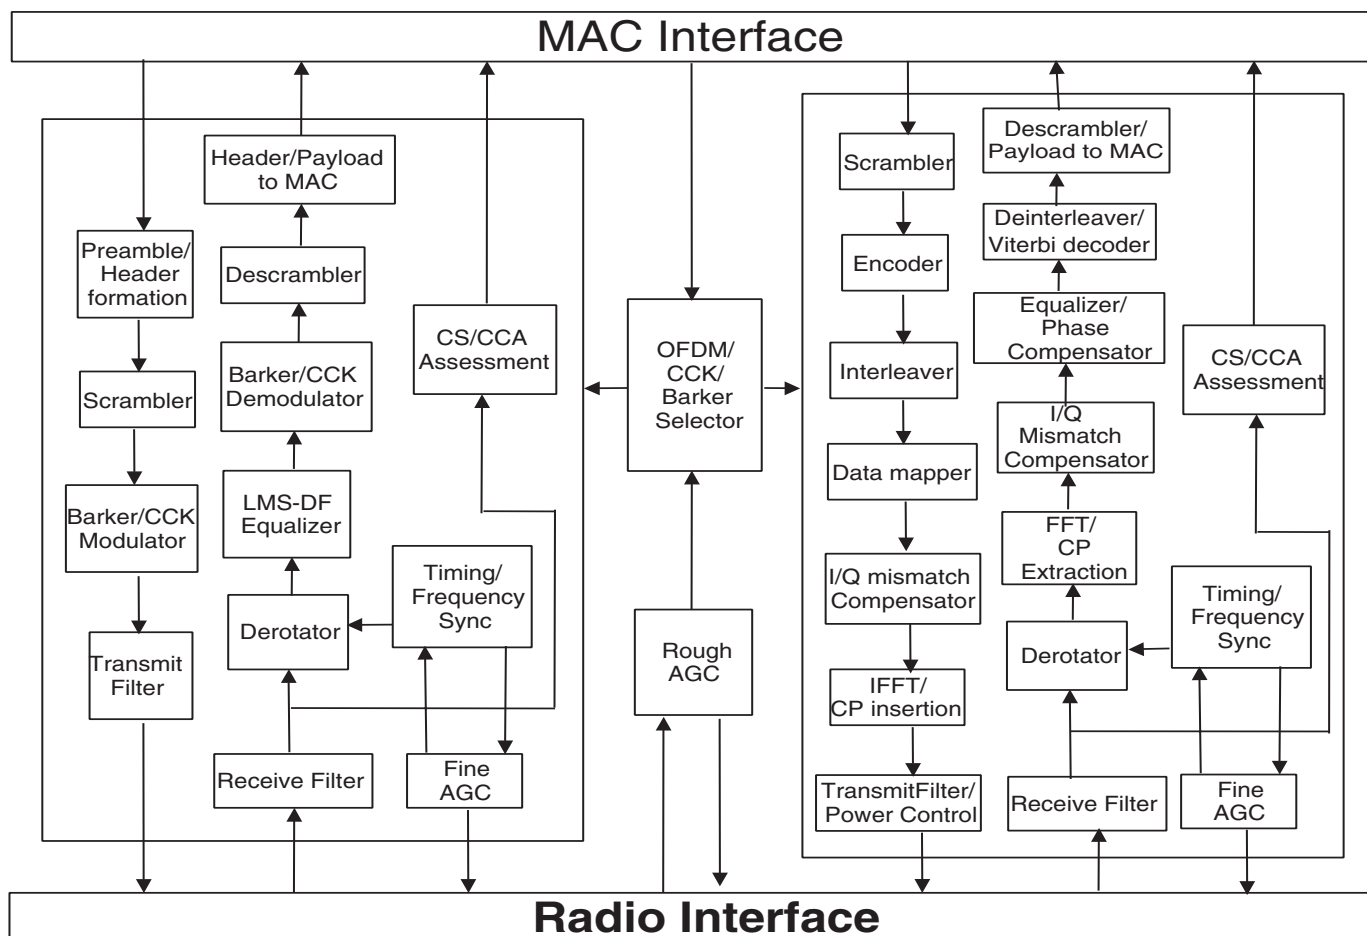 MAC Interface
Preamble/
Header
formation
Scrambler
Barker/CCK
Modulator
Transmit
Filter
Header/Payload
to MAC
Descrambler
Barker/CCK
Demodulator
LMS-DF
Equalizer
Derotator
Receive Filter
CS/CCA
Assessment
Timing/
Frequency
Sync
Fine
AGC
OFDM/
CCK/
Barker
Selector
Rough
AGC
Scrambler
Encoder
Interleaver
Data mapper
I/Q mismatch
Compensator
IFFT/
CP insertion
TransmitFilter/
Power Control
Descrambler/
Payload to MAC
Deinterleaver/
Viterbi decoder
Equalizer/
Phase
Compensator
I/Q
Mismatch
Compensator
FFT/
CP
Extraction
Derotator
Receive Filter
CS/CCA
Assessment
Timing/
Frequency
Sync
Fine
AGC
Radio Interface